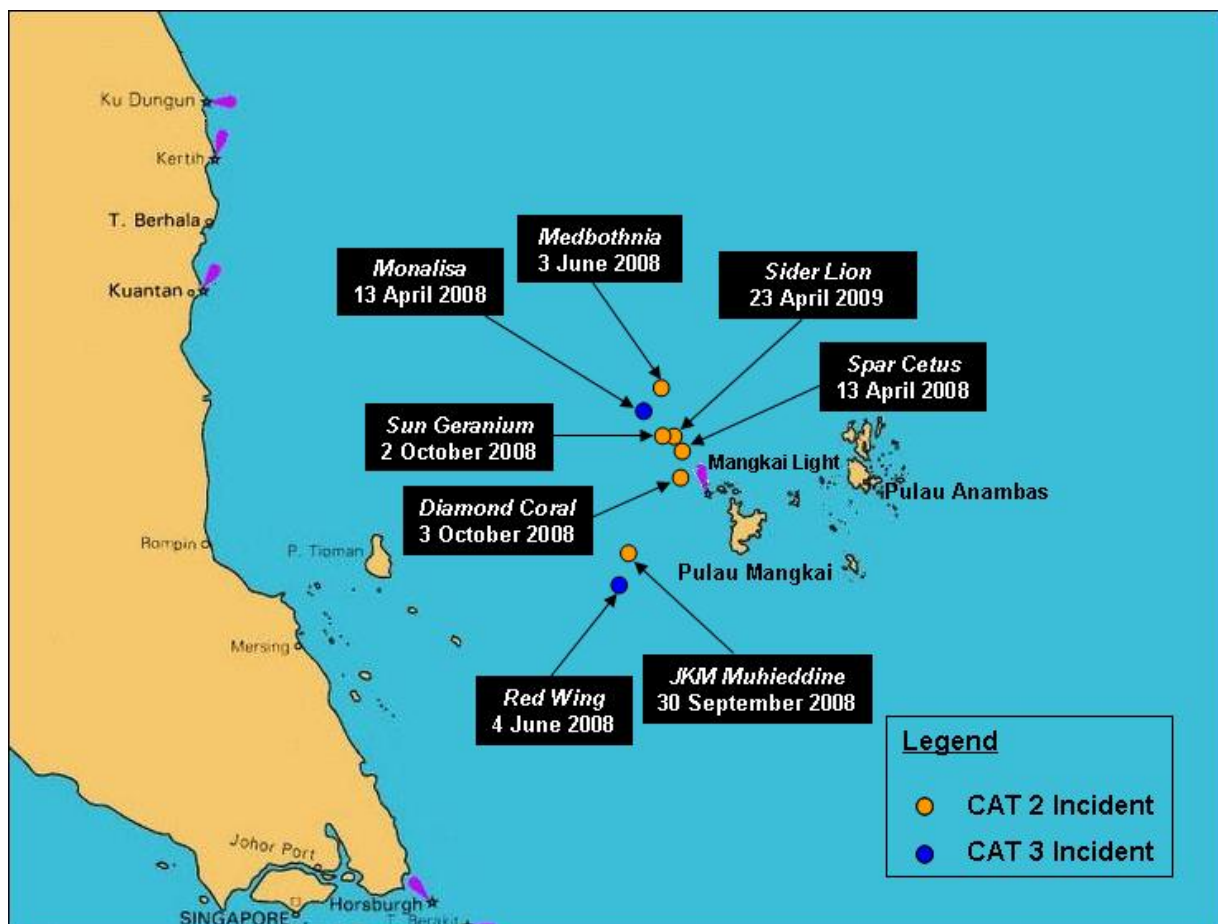 Ku Dungun
Kertih
T. Berhala
Kuantan
Medbothnia
3 June 2008
Monalisa
13 April 2008
Sider Lion
23 April 2009
Spar Cetus
13 April 2008
Sun Geranium
2 October 2008
Mangkai Light
Pulau Anambas
Diamond Coral
3 October 2008
Rompin
P. Tioman
Pulau Mangkai
Mersing
JKM Muhieddine
30 September 2008
Red Wing
4 June 2008
Legend
CAT 2 Incident
CAT 3 Incident
Johor Port
Horsburgh
SINGAPORE
T. Berakit